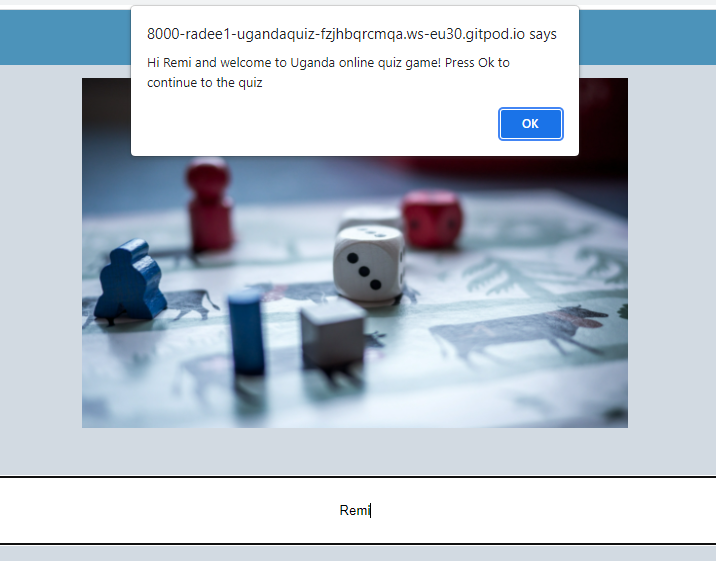 8000-radee1-ugandaquiz-fzjhbqrcmqa.ws-eu30.gitpod.io says
Hi Remi and welcome to Uganda online quiz game! Press Ok to
continue to the quiz
OK
Remi